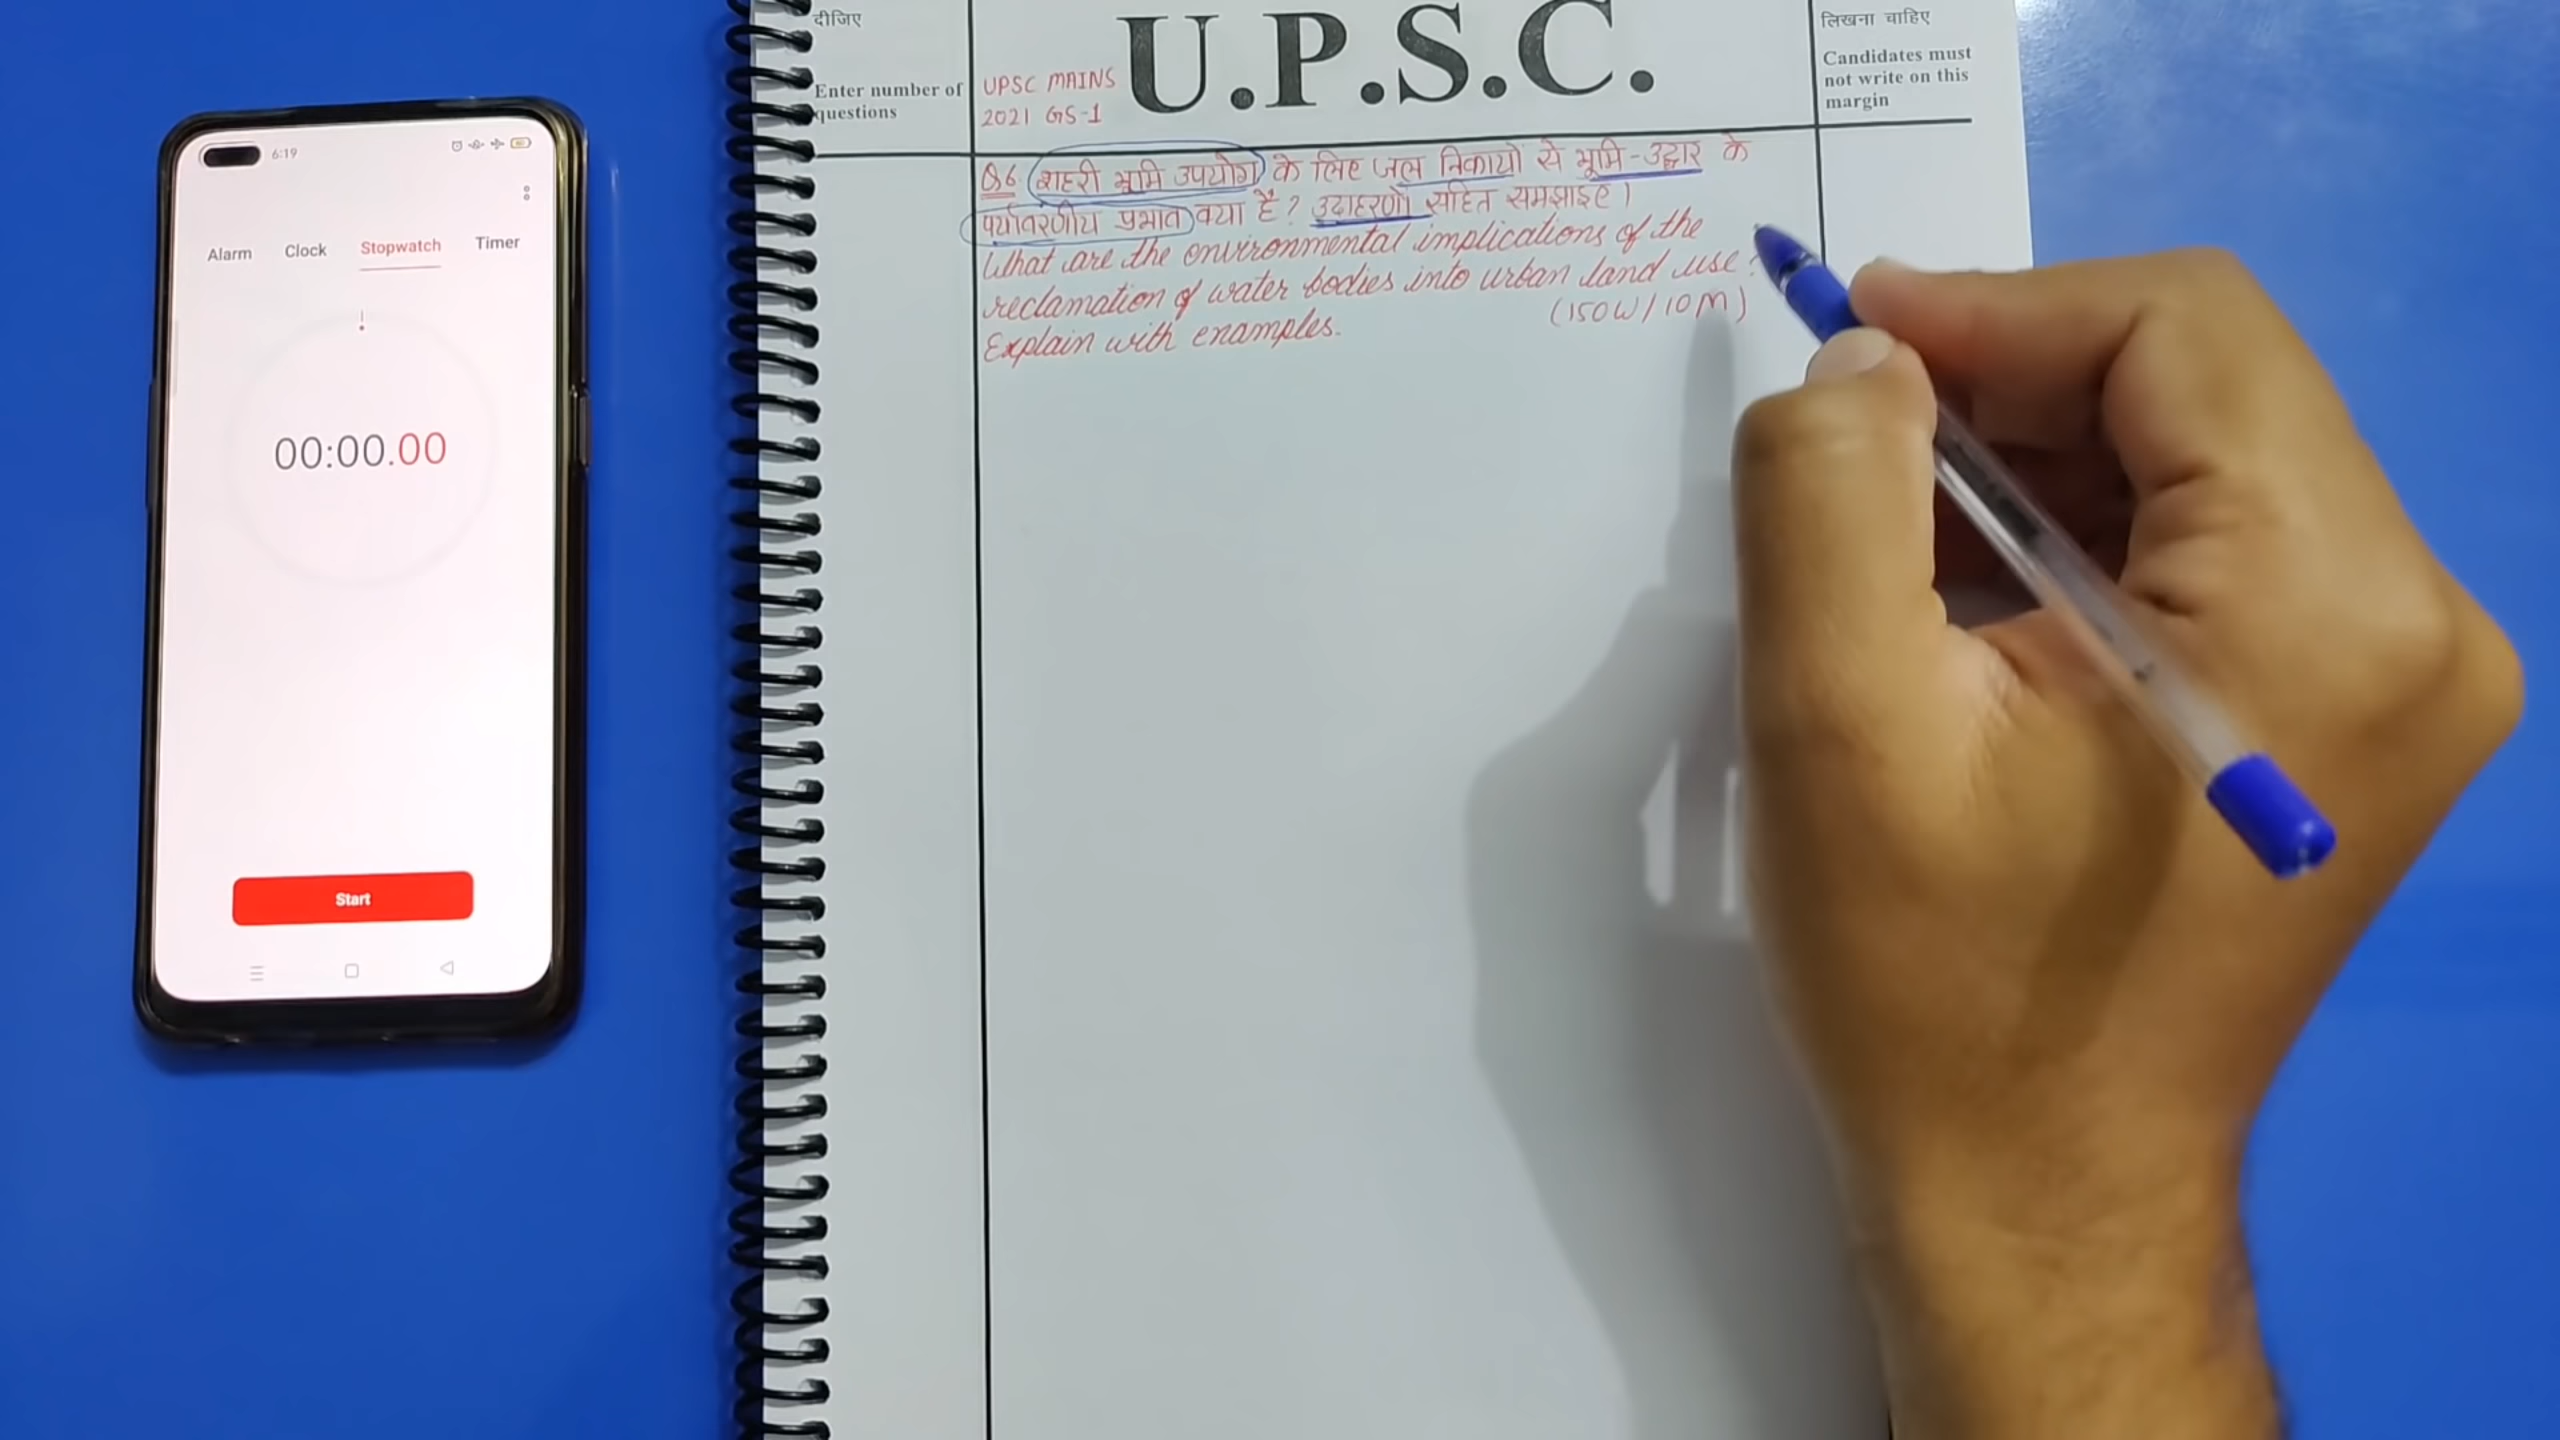 6:19
Alarm Clock Stopwatch Timer
00:00.00
Start
दीजिए
Enter number of
questions
UPSC MAINS
2021 GS-1
U.P.S.C.
लिखना चाहिए
Candidates must
not write on this
margin
Q6 शहरी भूमि उपयोग के लिए जल निकायों से भूमि-उद्धार के
पर्यावरणीय प्रभाव क्या है? उदाहरणों सहित समझाइए।
What are the environmental implications of the
reclamation of water bodies into urban land use?
Explain with enamples.
(150W/10M)